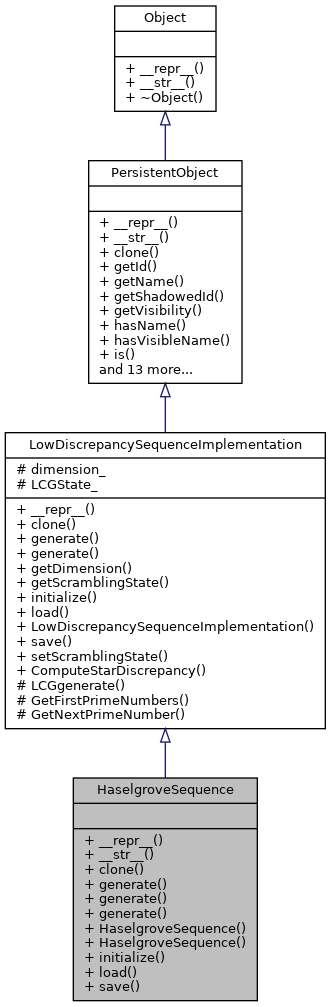 Object
+ __repr__()
+ __str__()
+ ~Object()
PersistentObject
+ __repr__()
+ __str__()
+ clone()
+ getId()
+ getName()
+ getShadowedId()
+ getVisibility()
+ hasName()
+ hasVisibleName()
+ is()
and 13 more...
LowDiscrepancySequenceImplementation
# dimension_
# LCGState_
+ __repr__()
+ clone()
+ generate()
+ generate()
+ getDimension()
+ getScramblingState()
+ initialize()
+ load()
+ LowDiscrepancySequenceImplementation()
+ save()
+ setScramblingState()
+ ComputeStarDiscrepancy()
# LCGgenerate()
# GetFirstPrimeNumbers()
# GetNextPrimeNumber()
HaselgroveSequence
+ __repr__()
+ __str__()
+ clone()
+ generate()
+ generate()
+ generate()
+ HaselgroveSequence()
+ HaselgroveSequence()
+ initialize()
+ load()
+ save()